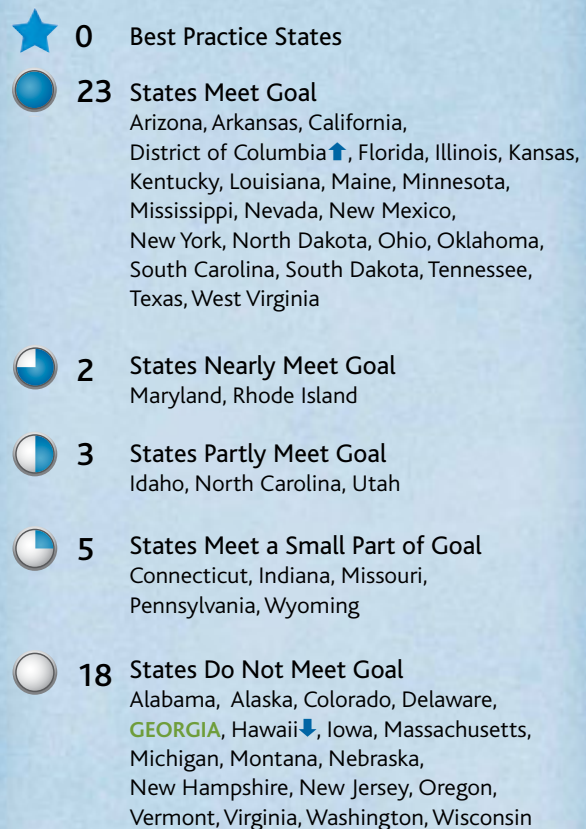 0 Best Practice States
23 States Meet Goal
Arizona, Arkansas, California,
District of Columbia⬆, Florida, Illinois, Kansas,
Kentucky, Louisiana, Maine, Minnesota,
Mississippi, Nevada, New Mexico,
New York, North Dakota, Ohio, Oklahoma,
South Carolina, South Dakota, Tennessee,
Texas, West Virginia
2 States Nearly Meet Goal
Maryland, Rhode Island
3 States Partly Meet Goal
Idaho, North Carolina, Utah
5 States Meet a Small Part of Goal
Connecticut, Indiana, Missouri,
Pennsylvania, Wyoming
18 States Do Not Meet Goal
Alabama, Alaska, Colorado, Delaware,
GEORGIA, Hawaii⬇, Iowa, Massachusetts,
Michigan, Montana, Nebraska,
New Hampshire, New Jersey, Oregon,
Vermont, Virginia, Washington, Wisconsin